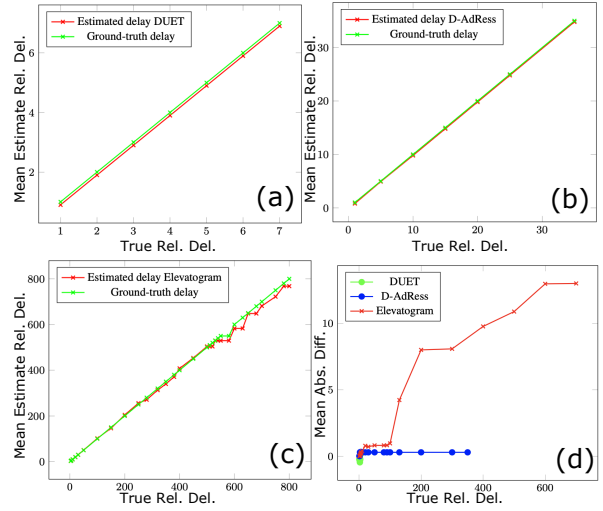 Estimated delay DUET
Ground-truth delay
6
4
2
1 2 3 4 5 6 7
Mean Estimate Rel. Del.
True Rel. Del.
(a)
Estimated delay D-AdRess
Ground-truth delay
30
20
10
0
0 10 20 30
Mean Estimate Rel. Del.
True Rel. Del.
(b)
Estimated delay Elevatogram
Ground-truth delay
800
600
400
200
0
0 200 400 600 800
Mean Estimate Rel. Del.
True Rel. Del.
(c)
DUET
D-AdRess
Elevatogram
10
5
0
0 200 400 600
Mean Abs. Diff.
True Rel. Del.
(d)